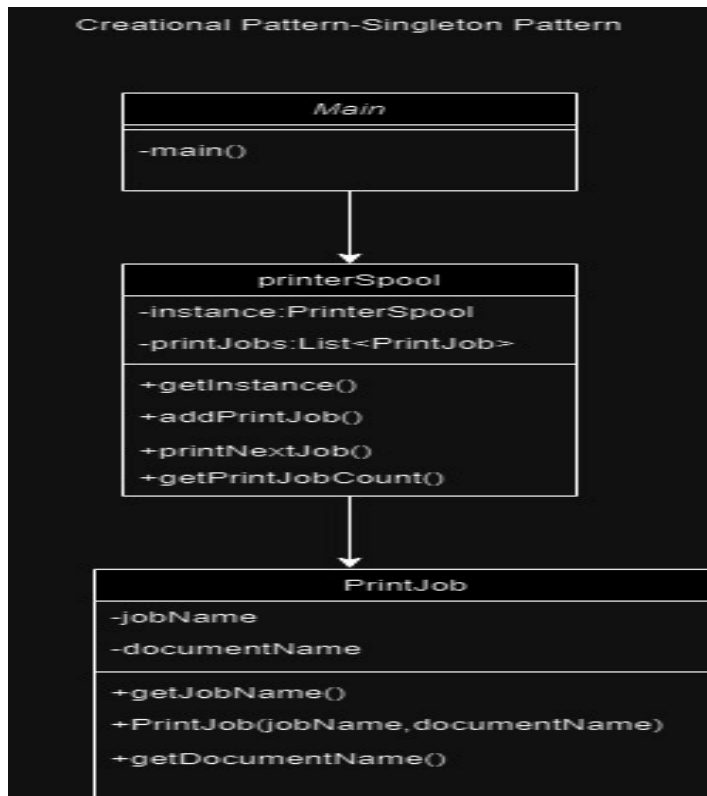 Creational Pattern-Singleton Pattern
Main
-main()
printerSpool
-instance:PrinterSpool
-printJobs:List<PrintJob>
+getInstance()
+addPrintJob()
+printNextJob()
+getPrintJobCount()
PrintJob
-jobName
-documentName
+getJobName()
+PrintJob(jobName,documentName)
+getDocumentName()